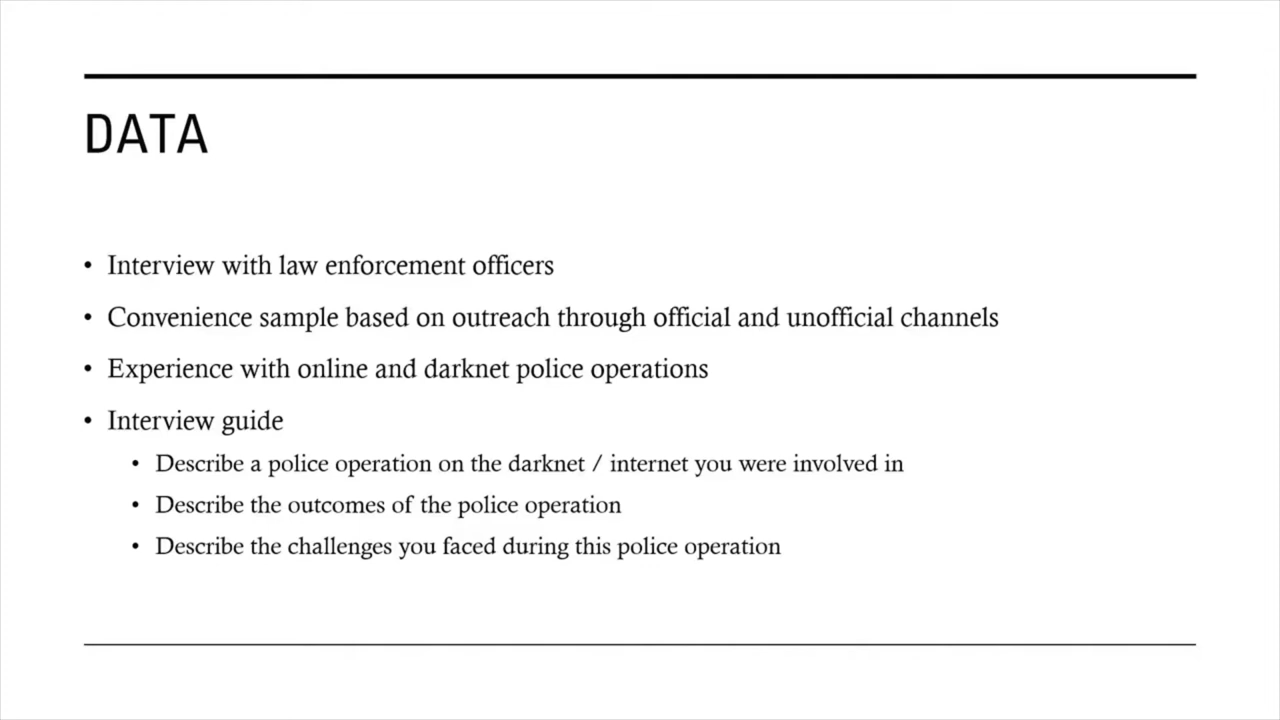 DATA
• Interview with law enforcement officers
• Convenience sample based on outreach through official and unofficial channels
• Experience with online and darknet police operations
• Interview guide
• Describe a police operation on the darknet / internet you were involved in
• Describe the outcomes of the police operation
• Describe the challenges you faced during this police operation